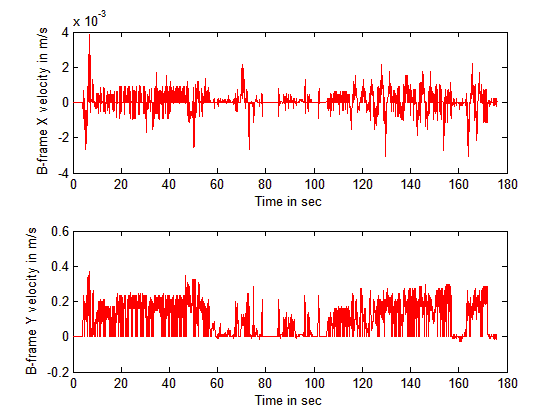 x 10⁻³
4
2
0
-2
-4
B-frame X velocity in m/s
0 20 40 60 80 100 120 140 160 180
Time in sec
0.6
0.4
0.2
0
-0.2
B-frame Y velocity in m/s
0 20 40 60 80 100 120 140 160 180
Time in sec